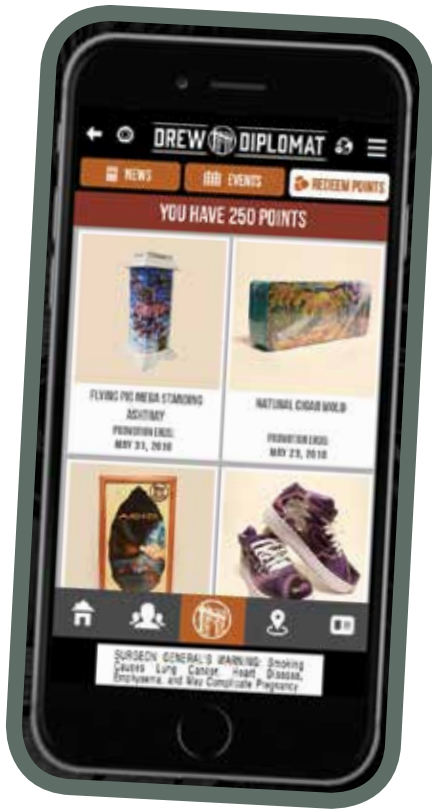 DREW DIPLOMAT
NEWS EVENTS REDEEM POINTS
YOU HAVE 250 POINTS
FLYING PIG MEGA STANDING
ASHTRAY
PROMOTION ENDS:
MAY 31, 2018
NATURAL CIGAR MOLD
PROMOTION ENDS:
MAY 23, 2018
ACID
SURGEON GENERAL'S WARNING: Smoking
Causes Lung Cancer, Heart Disease,
Emphysema, and May Complicate Pregnancy